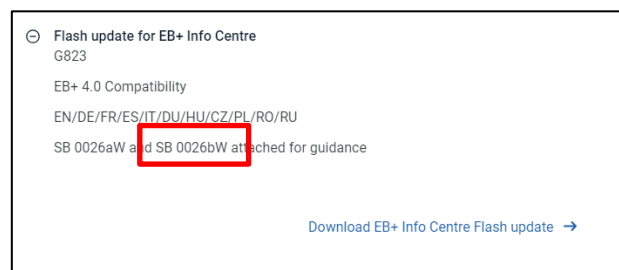 Flash update for EB+ Info Centre
G823
EB+ 4.0 Compatibility
EN/DE/FR/ES/IT/DU/HU/CZ/PL/RO/RU
SB 0026aW and SB 0026bW attached for guidance
Download EB+ Info Centre Flash update →